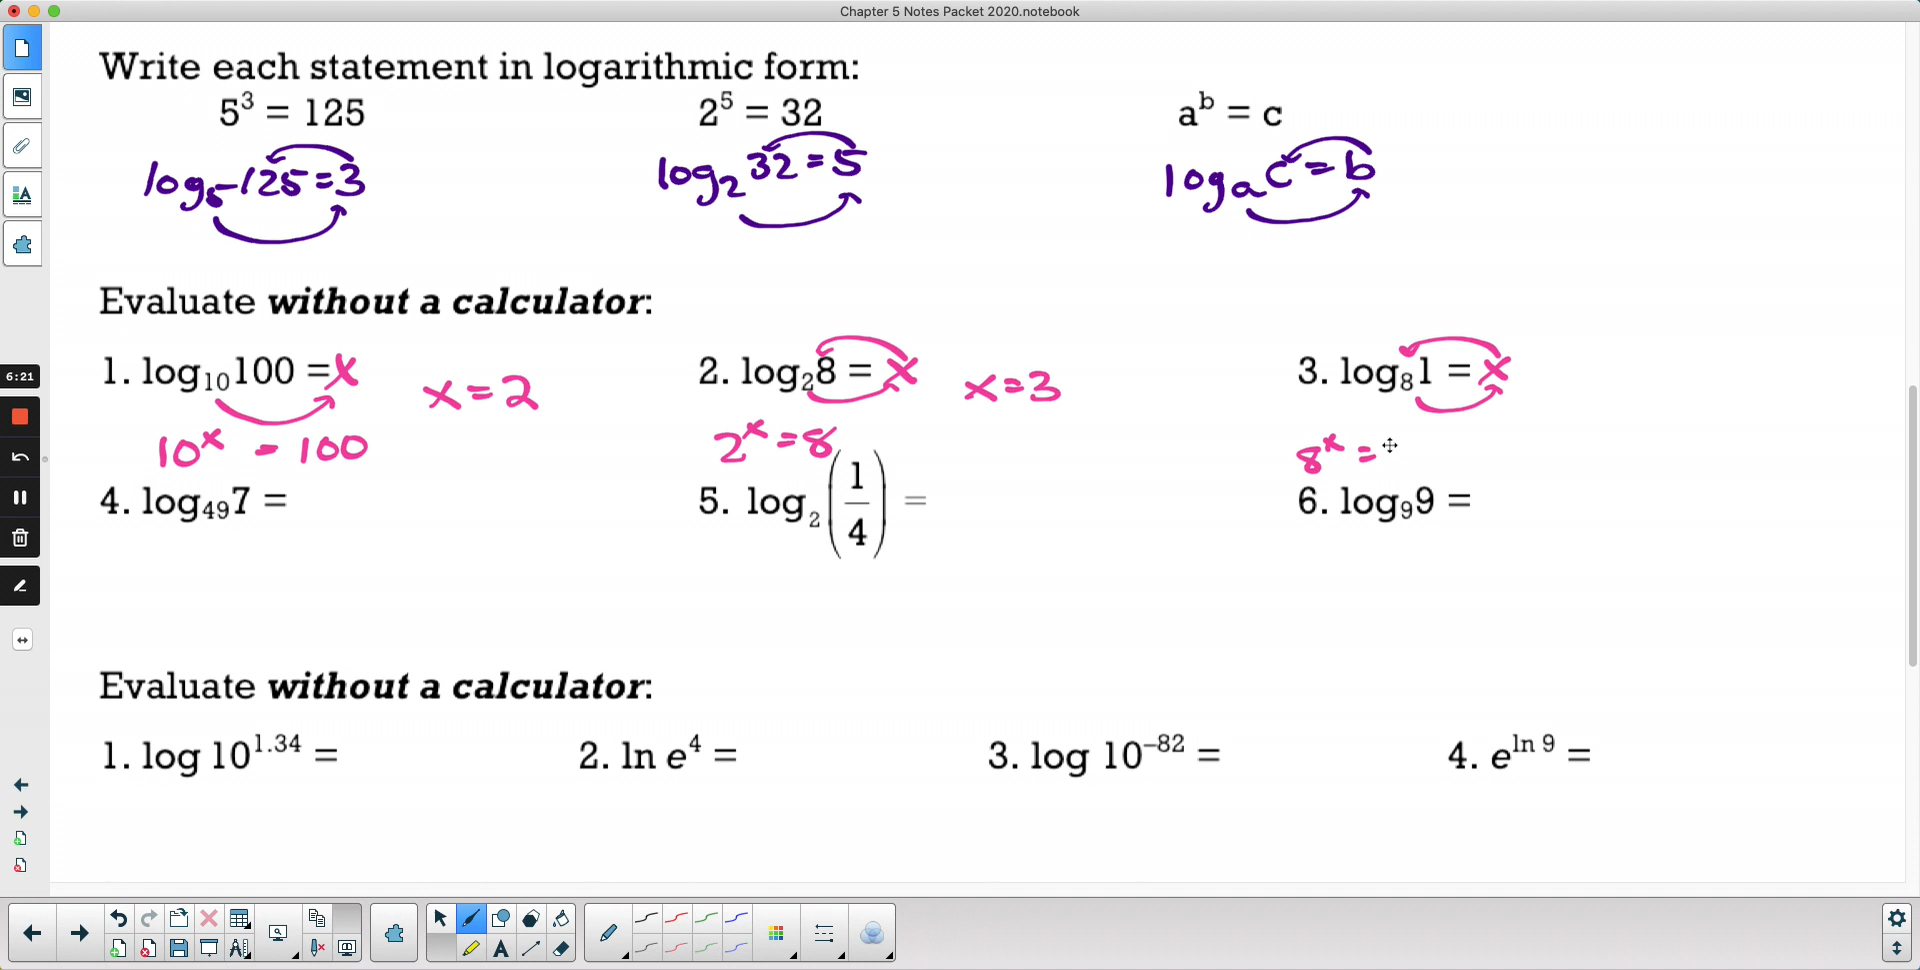 Chapter 5 Notes Packet 2020.notebook
Write each statement in logarithmic form:
5³ = 125 2⁵ = 32 aᵇ = c
log₅ 125 = 3 log₂ 32 = 5 logₐ c = b
Evaluate without a calculator:
1. log₁₀100 = x x = 2 2. log₂8 = x x = 3 3. log₈1 = x
10ˣ = 100 2ˣ = 8 8ˣ =
4. log₄₉7 = 5. log₂(1/4) = 6. log₉9 =
Evaluate without a calculator:
1. log 10^1.34 = 2. ln e⁴ = 3. log 10⁻⁸² = 4. e^ln 9 =
6:21